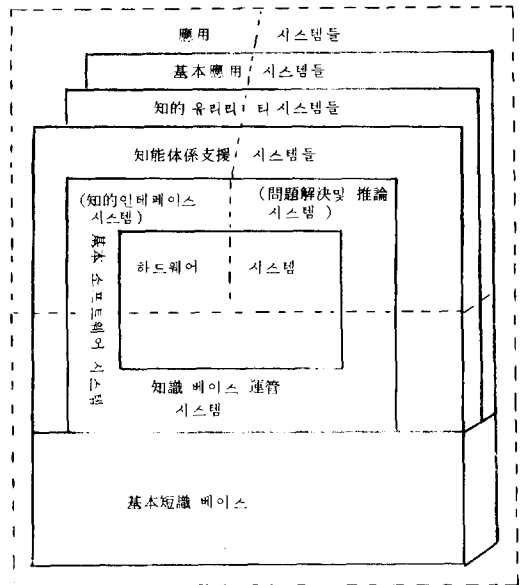 應用 시스템들
基本應用 시스템들
知的 유틸리티 시스템들
知能体係支援 시스템들
(知的인테페이스
시스템)
(問題解決및 推論
시스템)
基本 소프트웨어 시스템
하드웨어 시스템
知識 베이스 運管
시스템
基本短識 베이스